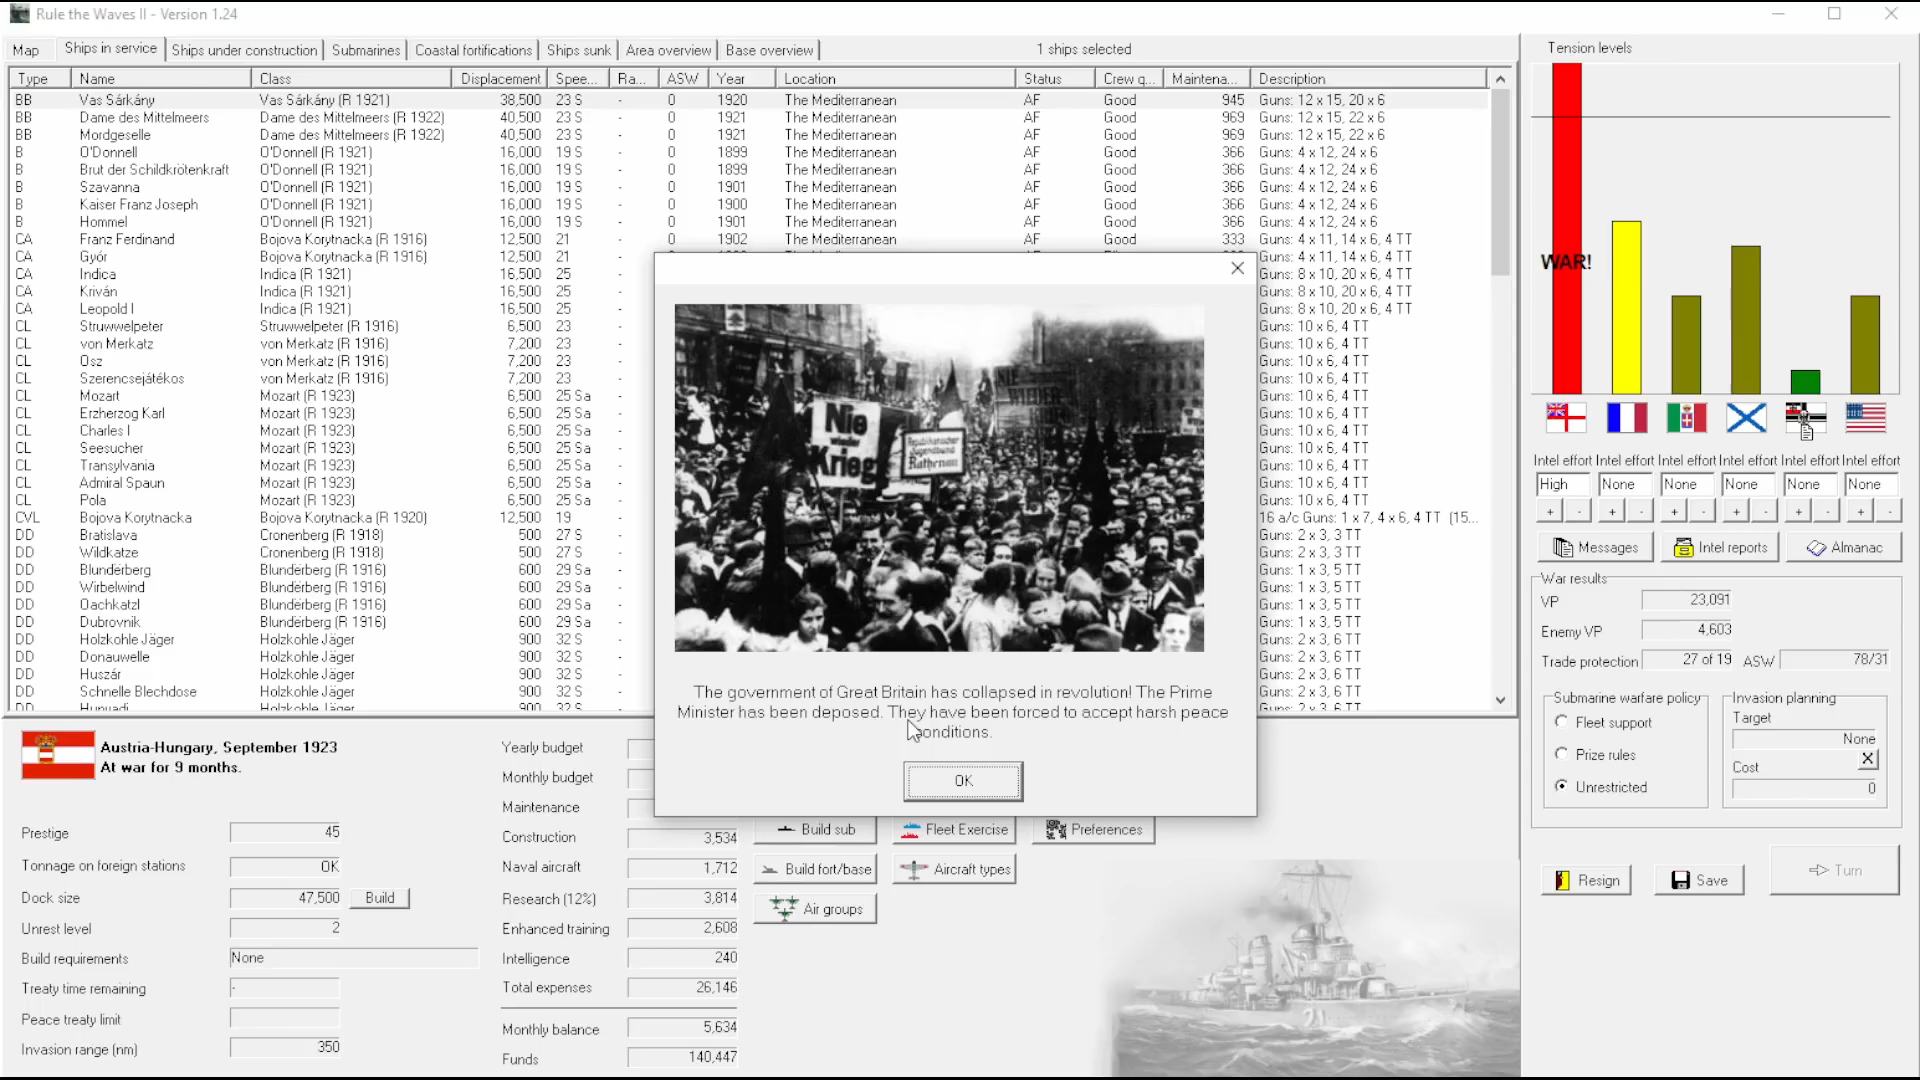 Rule the Waves II - Version 1.24
Map Ships in service Ships under construction Submarines Coastal fortifications Ships sunk Area overview Base overview 1 ships selected
Type Name Class Displacement Spee... Ra... ASW Year Location Status Crew q... Maintena... Description
BB Vas Sárkány Vas Sárkány (R 1921) 38,500 23 S - 0 1920 The Mediterranean AF Good 945 Guns: 12 x 15, 20 x 6
BB Dame des Mittelmeers Dame des Mittelmeers (R 1922) 40,500 23 S - 0 1921 The Mediterranean AF Good 969 Guns: 12 x 15, 22 x 6
BB Mordgeselle Dame des Mittelmeers (R 1922) 40,500 23 S - 0 1921 The Mediterranean AF Good 969 Guns: 12 x 15, 22 x 6
B O'Donnell O'Donnell (R 1921) 16,000 19 S - 0 1899 The Mediterranean AF Good 366 Guns: 4 x 12, 24 x 6
B Brut der Schildkrötenkraft O'Donnell (R 1921) 16,000 19 S - 0 1899 The Mediterranean AF Good 366 Guns: 4 x 12, 24 x 6
B Szavanna O'Donnell (R 1921) 16,000 19 S - 0 1901 The Mediterranean AF Good 366 Guns: 4 x 12, 24 x 6
B Kaiser Franz Joseph O'Donnell (R 1921) 16,000 19 S - 0 1900 The Mediterranean AF Good 366 Guns: 4 x 12, 24 x 6
B Hommel O'Donnell (R 1921) 16,000 19 S - 0 1901 The Mediterranean AF Good 366 Guns: 4 x 12, 24 x 6
CA Franz Ferdinand Bojova Korytnacka (R 1916) 12,500 21 - 0 1902 The Mediterranean AF Good 333 Guns: 4 x 11, 14 x 6, 4 TT
CA Győr Bojova Korytnacka (R 1916) 12,500 21 Guns: 4 x 11, 14 x 6, 4 TT
CA Indica Indica (R 1921) 16,500 25 - Guns: 8 x 10, 20 x 6, 4 TT
CA Kriván Indica (R 1921) 16,500 25 - Guns: 8 x 10, 20 x 6, 4 TT
CA Leopold I Indica (R 1921) 16,500 25 - Guns: 8 x 10, 20 x 6, 4 TT
CL Struwwelpeter Struwwelpeter (R 1916) 6,500 23 - Guns: 10 x 6, 4 TT
CL von Merkatz von Merkatz (R 1916) 7,200 23 - Guns: 10 x 6, 4 TT
CL Osz von Merkatz (R 1916) 7,200 23 - Guns: 10 x 6, 4 TT
CL Szerencsejátékos von Merkatz (R 1916) 7,200 23 - Guns: 10 x 6, 4 TT
CL Mozart Mozart (R 1923) 6,500 25 Sa - Guns: 10 x 6, 4 TT
CL Erzherzog Karl Mozart (R 1923) 6,500 25 Sa - Guns: 10 x 6, 4 TT
CL Charles I Mozart (R 1923) 6,500 25 Sa - Guns: 10 x 6, 4 TT
CL Seesucher Mozart (R 1923) 6,500 25 Sa - Guns: 10 x 6, 4 TT
CL Transylvania Mozart (R 1923) 6,500 25 Sa - Guns: 10 x 6, 4 TT
CL Admiral Spaun Mozart (R 1923) 6,500 25 Sa - Guns: 10 x 6, 4 TT
CL Pola Mozart (R 1923) 6,500 25 Sa - Guns: 10 x 6, 4 TT
CVL Bojova Korytnacka Bojova Korytnacka (R 1920) 12,500 19 - 16 a/c Guns: 1 x 7, 4 x 6, 4 TT (15...
DD Bratislava Cronenberg (R 1918) 500 27 S - Guns: 2 x 3, 3 TT
DD Wildkatze Cronenberg (R 1918) 500 27 S - Guns: 2 x 3, 3 TT
DD Blunderberg Blunderberg (R 1916) 600 29 Sa - Guns: 1 x 3, 5 TT
DD Wirbelwind Blunderberg (R 1916) 600 29 Sa - Guns: 1 x 3, 5 TT
DD Oachkatzl Blunderberg (R 1916) 600 29 Sa - Guns: 1 x 3, 5 TT
DD Dubrovnik Blunderberg (R 1916) 600 29 Sa - Guns: 1 x 3, 5 TT
DD Holzkohle Jäger Holzkohle Jäger 900 32 S - Guns: 2 x 3, 6 TT
DD Donauwelle Holzkohle Jäger 900 32 S - Guns: 2 x 3, 6 TT
DD Huszár Holzkohle Jäger 900 32 S - Guns: 2 x 3, 6 TT
DD Schnelle Blechdose Holzkohle Jäger 900 32 S - Guns: 2 x 3, 6 TT
DD Hunyadi Holzkohle Jäger 900 32 S Guns: 2 x 3, 6 TT
Nie
wieder
Krieg
NIE
WIEDER
Republikanischer
Jugendbund
Rathenau
The government of Great Britain has collapsed in revolution! The Prime
Minister has been deposed. They have been forced to accept harsh peace
conditions.
OK
Tension levels
WAR!
Intel effort Intel effort Intel effort Intel effort Intel effort Intel effort
High None None None None None
+ - + - + - + - + - + -
Messages Intel reports Almanac
War results
VP 23,091
Enemy VP 4,603
Trade protection 27 of 19 ASW 78/31
Submarine warfare policy
Fleet support
Prize rules
Unrestricted
Invasion planning
Target
None
Cost X
0
Resign Save Turn
Austria-Hungary, September 1923
At war for 9 months.
Prestige 45
Tonnage on foreign stations OK
Dock size 47,500 Build
Unrest level 2
Build requirements None
Treaty time remaining -
Peace treaty limit
Invasion range (nm) 350
Yearly budget
Monthly budget
Maintenance
Construction 3,534
Naval aircraft 1,712
Research (12%) 3,814
Enhanced training 2,608
Intelligence 240
Total expenses 26,146
Monthly balance 5,634
Funds 140,447
Build sub Fleet Exercise Preferences
Build fort/base Aircraft types
Air groups
21